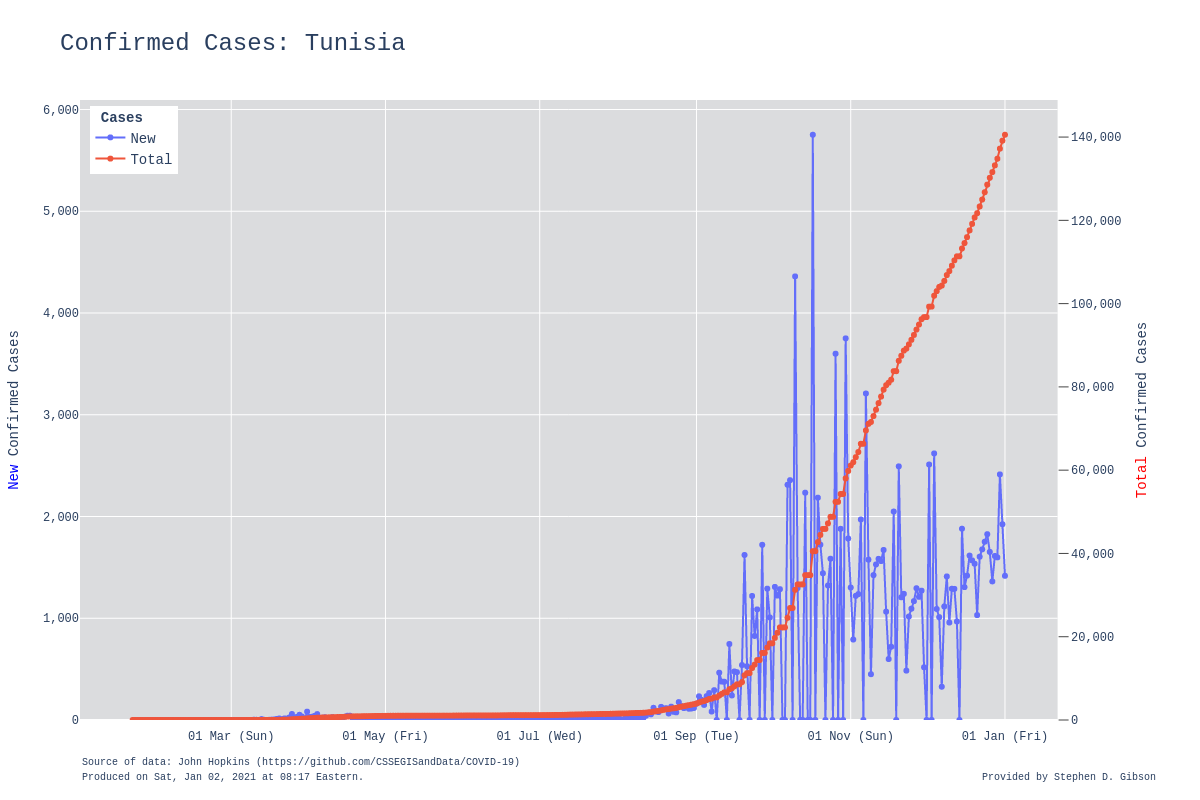 Confirmed Cases: Tunisia
Cases
New
Total
6,000
5,000
4,000
3,000
2,000
1,000
0
140,000
120,000
100,000
80,000
60,000
40,000
20,000
0
New Confirmed Cases
Total Confirmed Cases
01 Mar (Sun)
01 May (Fri)
01 Jul (Wed)
01 Sep (Tue)
01 Nov (Sun)
01 Jan (Fri)
Source of data: John Hopkins (https://github.com/CSSEGISandData/COVID-19)
Produced on Sat, Jan 02, 2021 at 08:17 Eastern.
Provided by Stephen D. Gibson